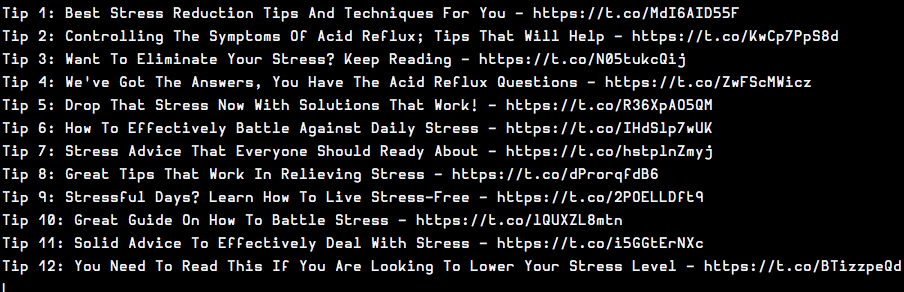 Tip 1: Best Stress Reduction Tips And Techniques For You - https://t.co/MdI6AID55F
Tip 2: Controlling The Symptoms Of Acid Reflux; Tips That Will Help - https://t.co/KwCp7PpS8d
Tip 3: Want To Eliminate Your Stress? Keep Reading - https://t.co/N05tukcQij
Tip 4: We've Got The Answers, You Have The Acid Reflux Questions - https://t.co/ZwFScMWicz
Tip 5: Drop That Stress Now With Solutions That Work! - https://t.co/R36XpAO5QM
Tip 6: How To Effectively Battle Against Daily Stress - https://t.co/IHdSlp7wUK
Tip 7: Stress Advice That Everyone Should Ready About - https://t.co/hstplnZmyj
Tip 8: Great Tips That Work In Relieving Stress - https://t.co/dProrqfdB6
Tip 9: Stressful Days? Learn How To Live Stress-Free - https://t.co/2POELLDft9
Tip 10: Great Guide On How To Battle Stress - https://t.co/lQUXZL8mtn
Tip 11: Solid Advice To Effectively Deal With Stress - https://t.co/i5GGtErNXc
Tip 12: You Need To Read This If You Are Looking To Lower Your Stress Level - https://t.co/BTizzpeQd